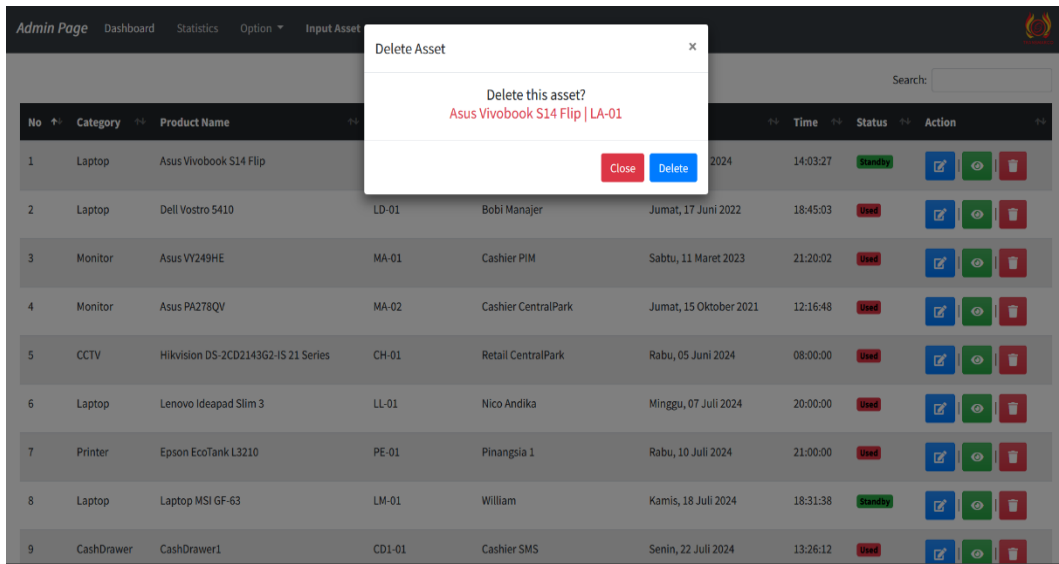 Admin Page Dashboard Statistics Option Input Asset
Delete Asset ×
Delete this asset?
Asus Vivobook S14 Flip | LA-01
Close Delete
Search:
No Category Product Name Time Status Action
1 Laptop Asus Vivobook S14 Flip 2024 14:03:27 Standby
2 Laptop Dell Vostro 5410 LD-01 Bobi Manajer Jumat, 17 Juni 2022 18:45:03 Used
3 Monitor Asus VY249HE MA-01 Cashier PIM Sabtu, 11 Maret 2023 21:20:02 Used
4 Monitor Asus PA278QV MA-02 Cashier CentralPark Jumat, 15 Oktober 2021 12:16:48 Used
5 CCTV Hikvision DS-2CD2143G2-IS 21 Series CH-01 Retail CentralPark Rabu, 05 Juni 2024 08:00:00 Used
6 Laptop Lenovo Ideapad Slim 3 LL-01 Nico Andika Minggu, 07 Juli 2024 20:00:00 Used
7 Printer Epson EcoTank L3210 PE-01 Pinangsia 1 Rabu, 10 Juli 2024 21:00:00 Used
8 Laptop Laptop MSI GF-63 LM-01 William Kamis, 18 Juli 2024 18:31:38 Standby
9 CashDrawer CashDrawer1 CD1-01 Cashier SMS Senin, 22 Juli 2024 13:26:12 Used